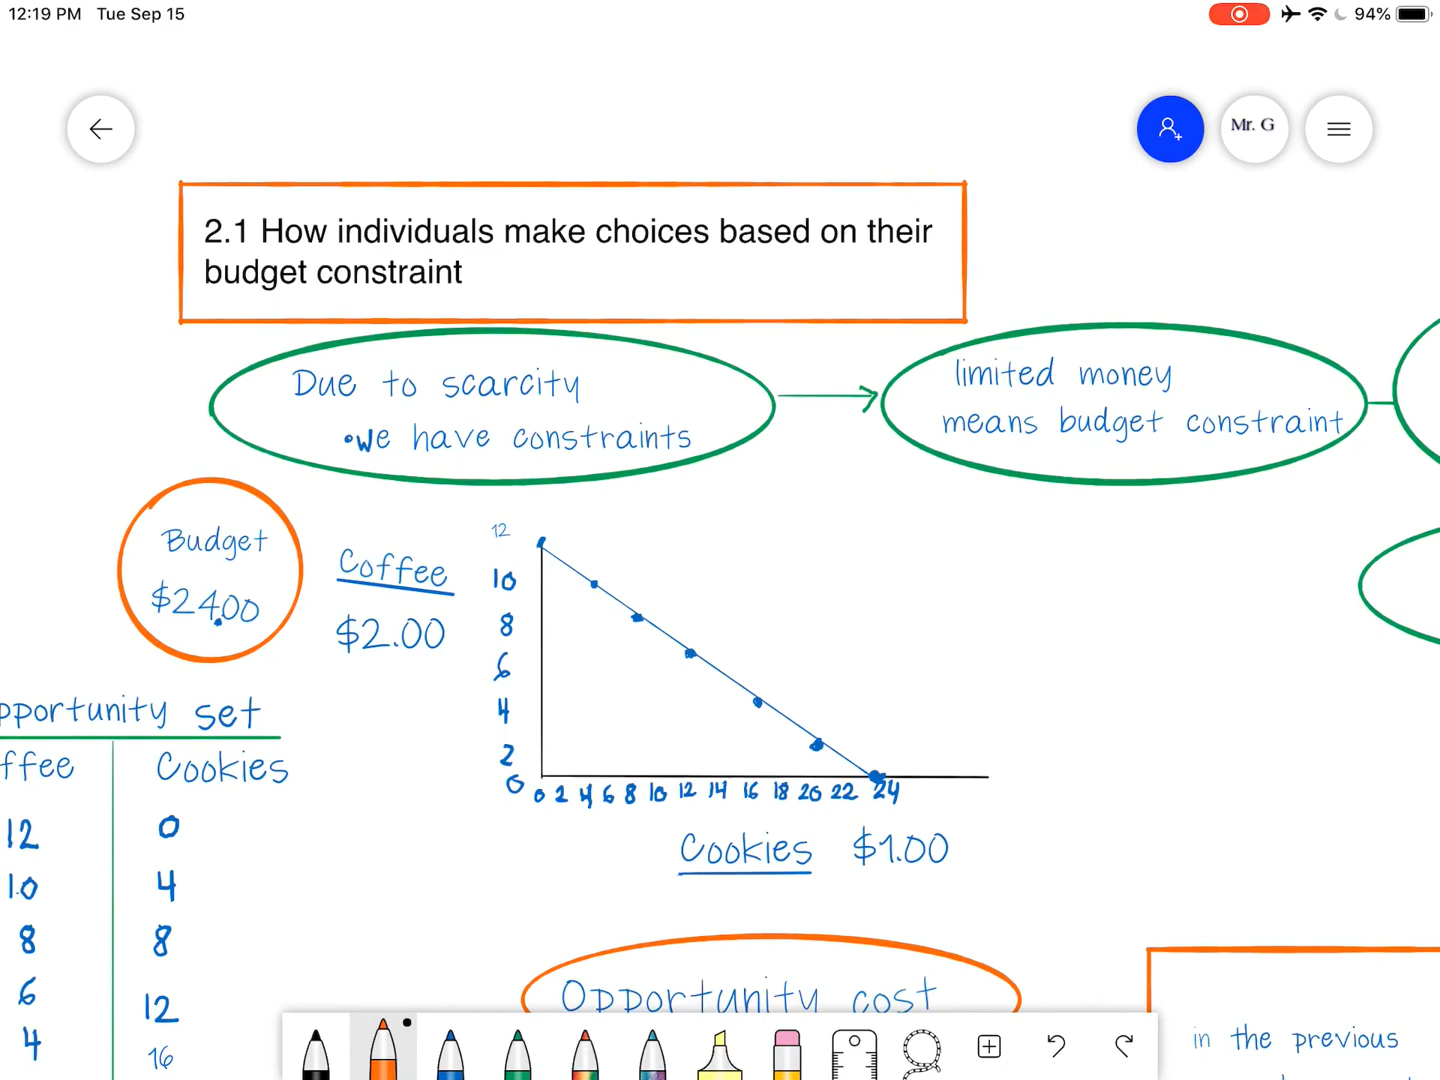 12:19 PM Tue Sep 15
94%
Mr. G
2.1 How individuals make choices based on their
budget constraint
Due to scarcity
•we have constraints
limited money
means budget constraint
Budget
$24.00
Coffee
$2.00
12
10
8
6
4
2
0
0 2 4 6 8 10 12 14 16 18 20 22 24
Cookies $1.00
pportunity set
ffee Cookies
12 0
10 4
8 8
6 12
4 16
Opportunity cost
in the previous